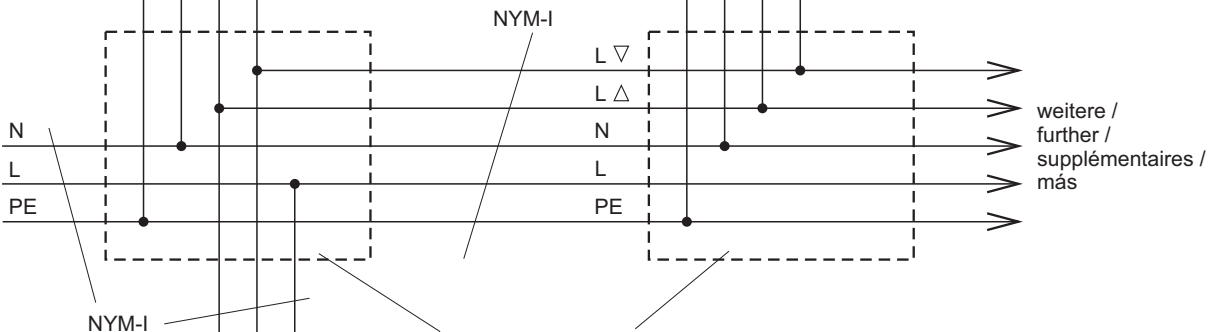 NYM-I
L ▽
L △
N
N
L
L
PE
PE
weitere /
further /
supplémentaires /
más
NYM-I